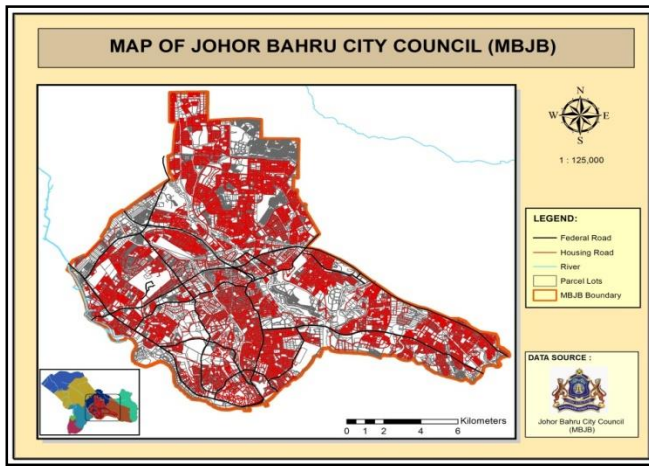 MAP OF JOHOR BAHRU CITY COUNCIL (MBJB)
N
W E
S
1 : 125,000
LEGEND:
Federal Road
Housing Road
River
Parcel Lots
MBJB Boundary
DATA SOURCE :
Johor Bahru City Council
(MBJB)
Kilometers
0 1 2 4 6